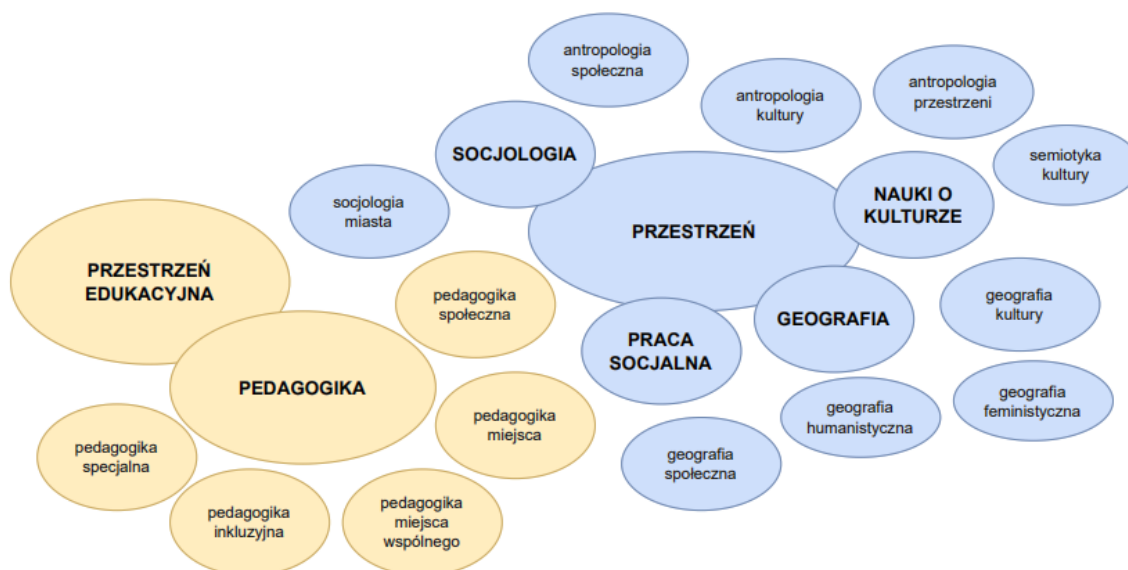 antropologia
społeczna
antropologia
kultury
antropologia
przestrzeni
SOCJOLOGIA
semiotyka
kultury
NAUKI O
KULTURZE
socjologia
miasta
PRZESTRZEŃ
PRZESTRZEŃ
EDUKACYJNA
pedagogika
społeczna
geografia
kultury
GEOGRAFIA
PRACA
SOCJALNA
PEDAGOGIKA
geografia
feministyczna
geografia
humanistyczna
pedagogika
miejsca
pedagogika
specjalna
geografia
społeczna
pedagogika
inkluzyjna
pedagogika
miejsca
wspólnego